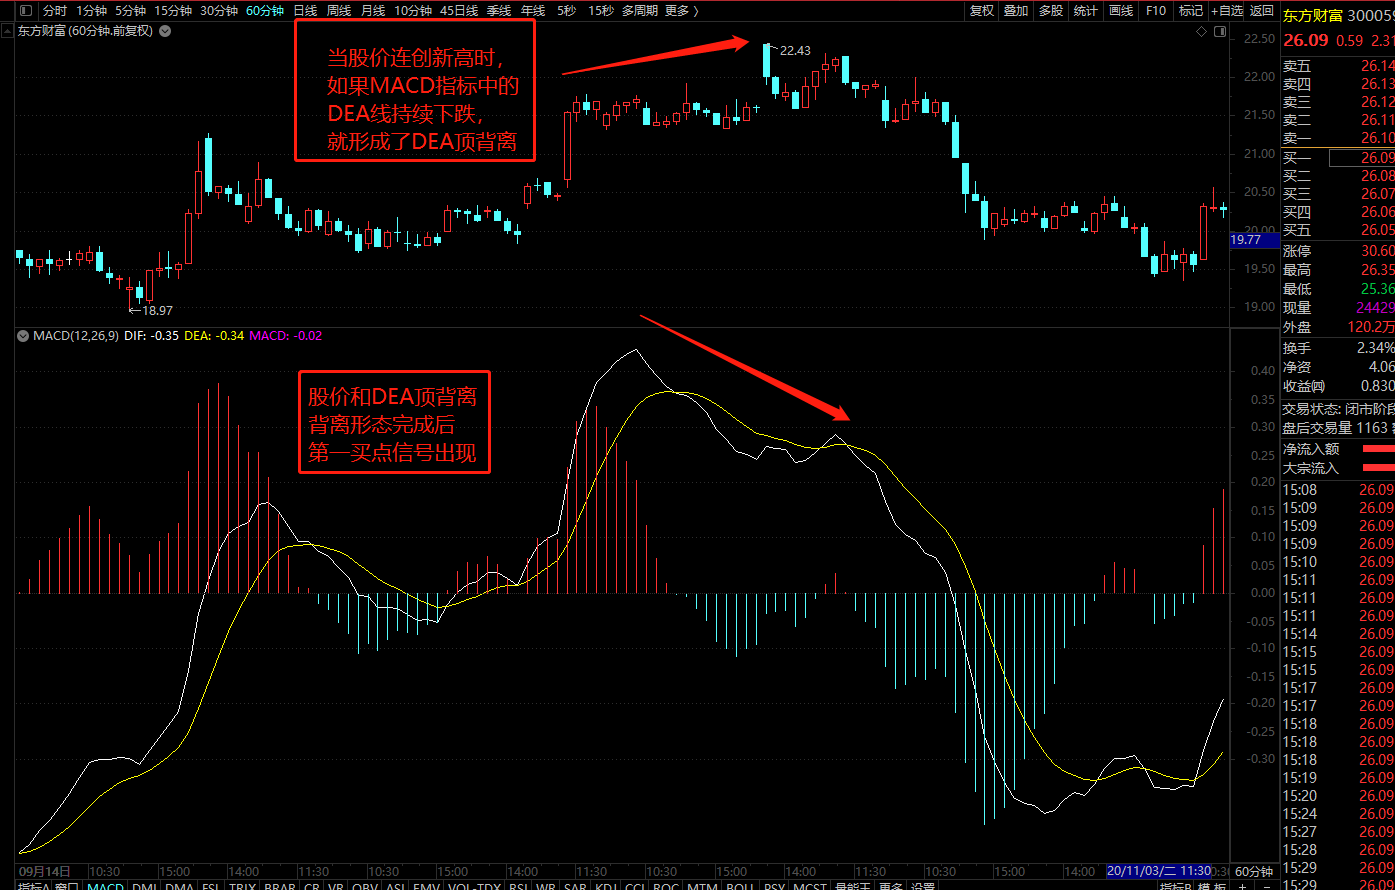 分时 1分钟 5分钟 15分钟 30分钟 60分钟 日线 周线 月线 10分钟 45日线 季线 年线 5秒 15秒 多周期 更多 〉 复权 叠加 多股 统计 画线 F10 标记 +自选 返回
东方财富 300059
东方财富(60分钟.前复权)
26.09 0.59 2.31
当股价连创新高时，
如果MACD指标中的
DEA线持续下跌，
就形成了DEA顶背离
22.43
18.97
22.50
22.00
21.50
21.00
20.50
20.00
19.77
19.50
19.00
卖五 26.14
卖四 26.13
卖三 26.12
卖二 26.11
卖一 26.10
买一 26.09
买二 26.08
买三 26.07
买四 26.06
买五 26.05
涨停 30.60
最高 26.35
最低 25.36
现量 24429
外盘 120.2万
换手 2.34%
净资 4.06
收益㈣ 0.830
交易状态: 闭市阶段
盘后交易量 1163
净流入额
大宗流入
MACD(12,26,9) DIF: -0.35 DEA: -0.34 MACD: -0.02
股价和DEA顶背离
背离形态完成后
第一买点信号出现
0.40
0.35
0.30
0.25
0.20
0.15
0.10
0.05
0.00
-0.05
-0.10
-0.15
-0.20
-0.25
-0.30
15:08 26.09
15:09 26.09
15:09 26.09
15:09 26.09
15:10 26.09
15:11 26.09
15:11 26.09
15:11 26.09
15:14 26.09
15:15 26.09
15:15 26.09
15:17 26.09
15:17 26.09
15:18 26.09
15:18 26.09
15:18 26.09
15:19 26.09
15:20 26.09
15:24 26.09
15:27 26.09
15:28 26.09
15:29 26.09
15:29 26.09
09月14日 10:30 15:00 14:00 11:30 10:30 15:00 14:00 11:30 10:30 15:00 14:00 11:30 10:30 15:00 14:00 20/11/03/二 11:30 60分钟
指标A 窗口 MACD DMI DMA FSL TRIX BRAR CR VR OBV ASI EMV VOL-TDX RSI WR SAR KDJ CCI ROC MTM BOLL PSY MCST 量能王 更多 设置 指标B 模板 + -